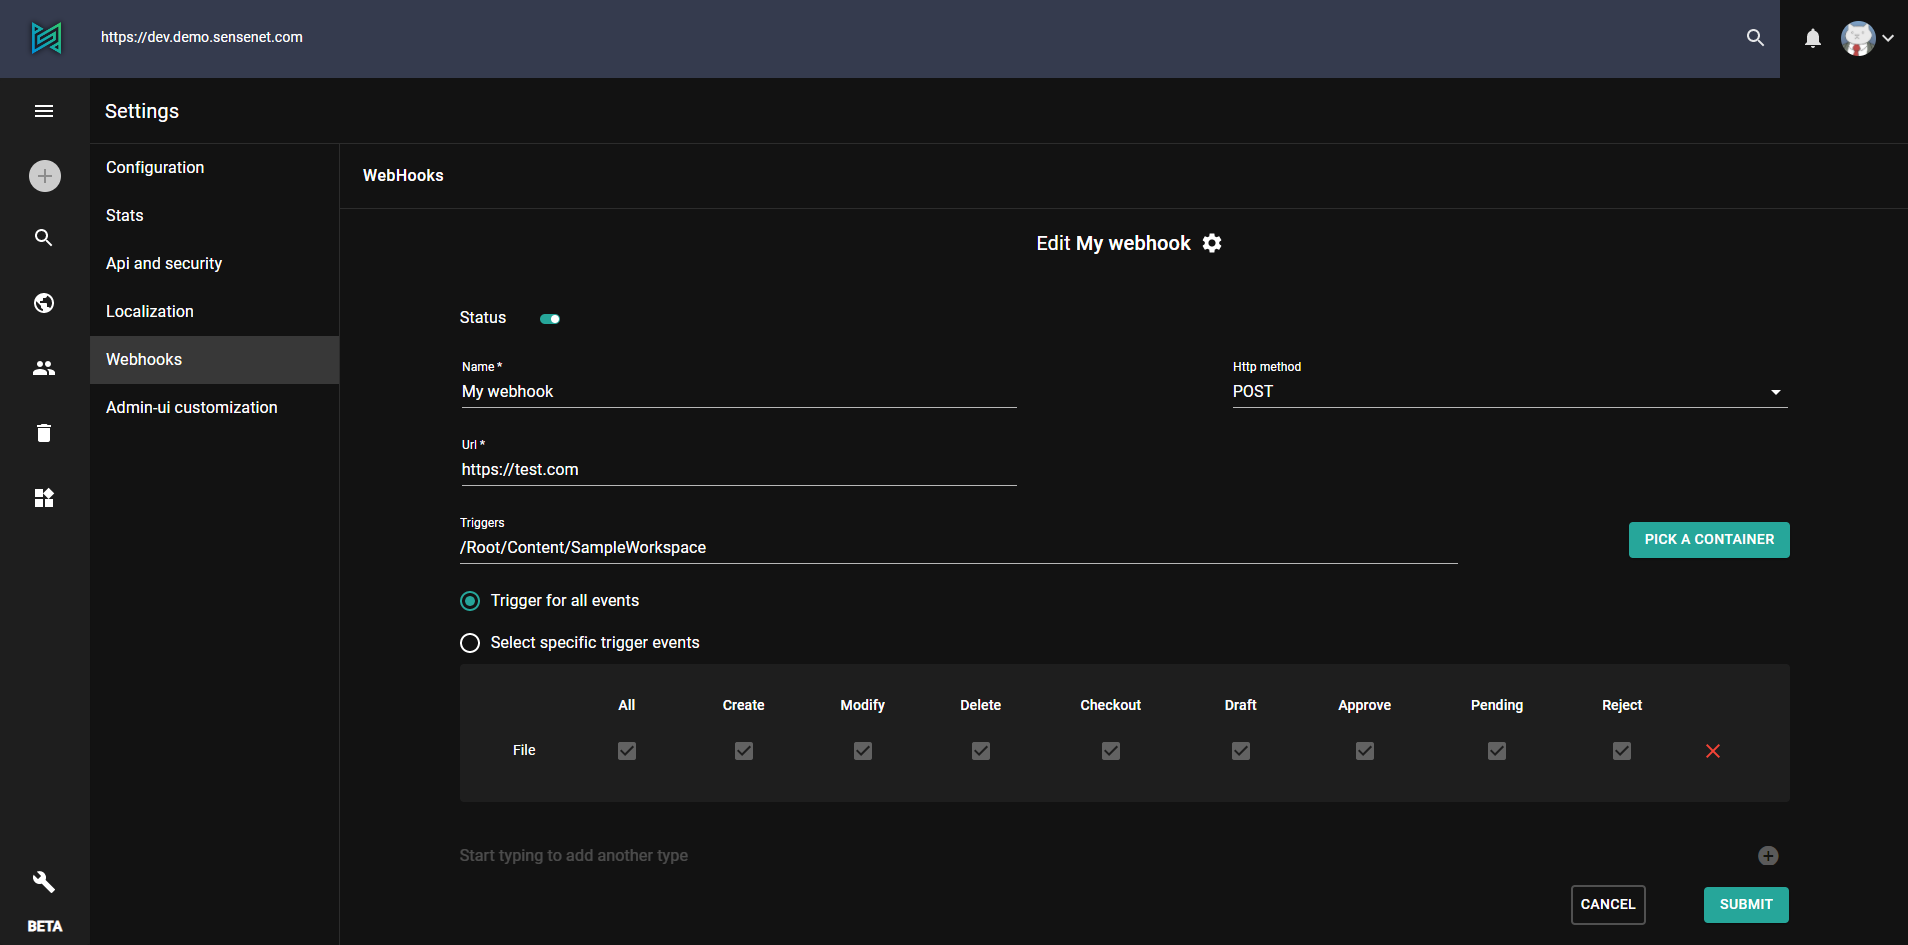 https://dev.demo.sensenet.com
Settings
Configuration
Stats
Api and security
Localization
Webhooks
Admin-ui customization
BETA
WebHooks
Edit My webhook
Status
Name *
My webhook
Http method
POST
Url *
https://test.com
Triggers
/Root/Content/SampleWorkspace
PICK A CONTAINER
Trigger for all events
Select specific trigger events
All Create Modify Delete Checkout Draft Approve Pending Reject
File
Start typing to add another type
CANCEL SUBMIT